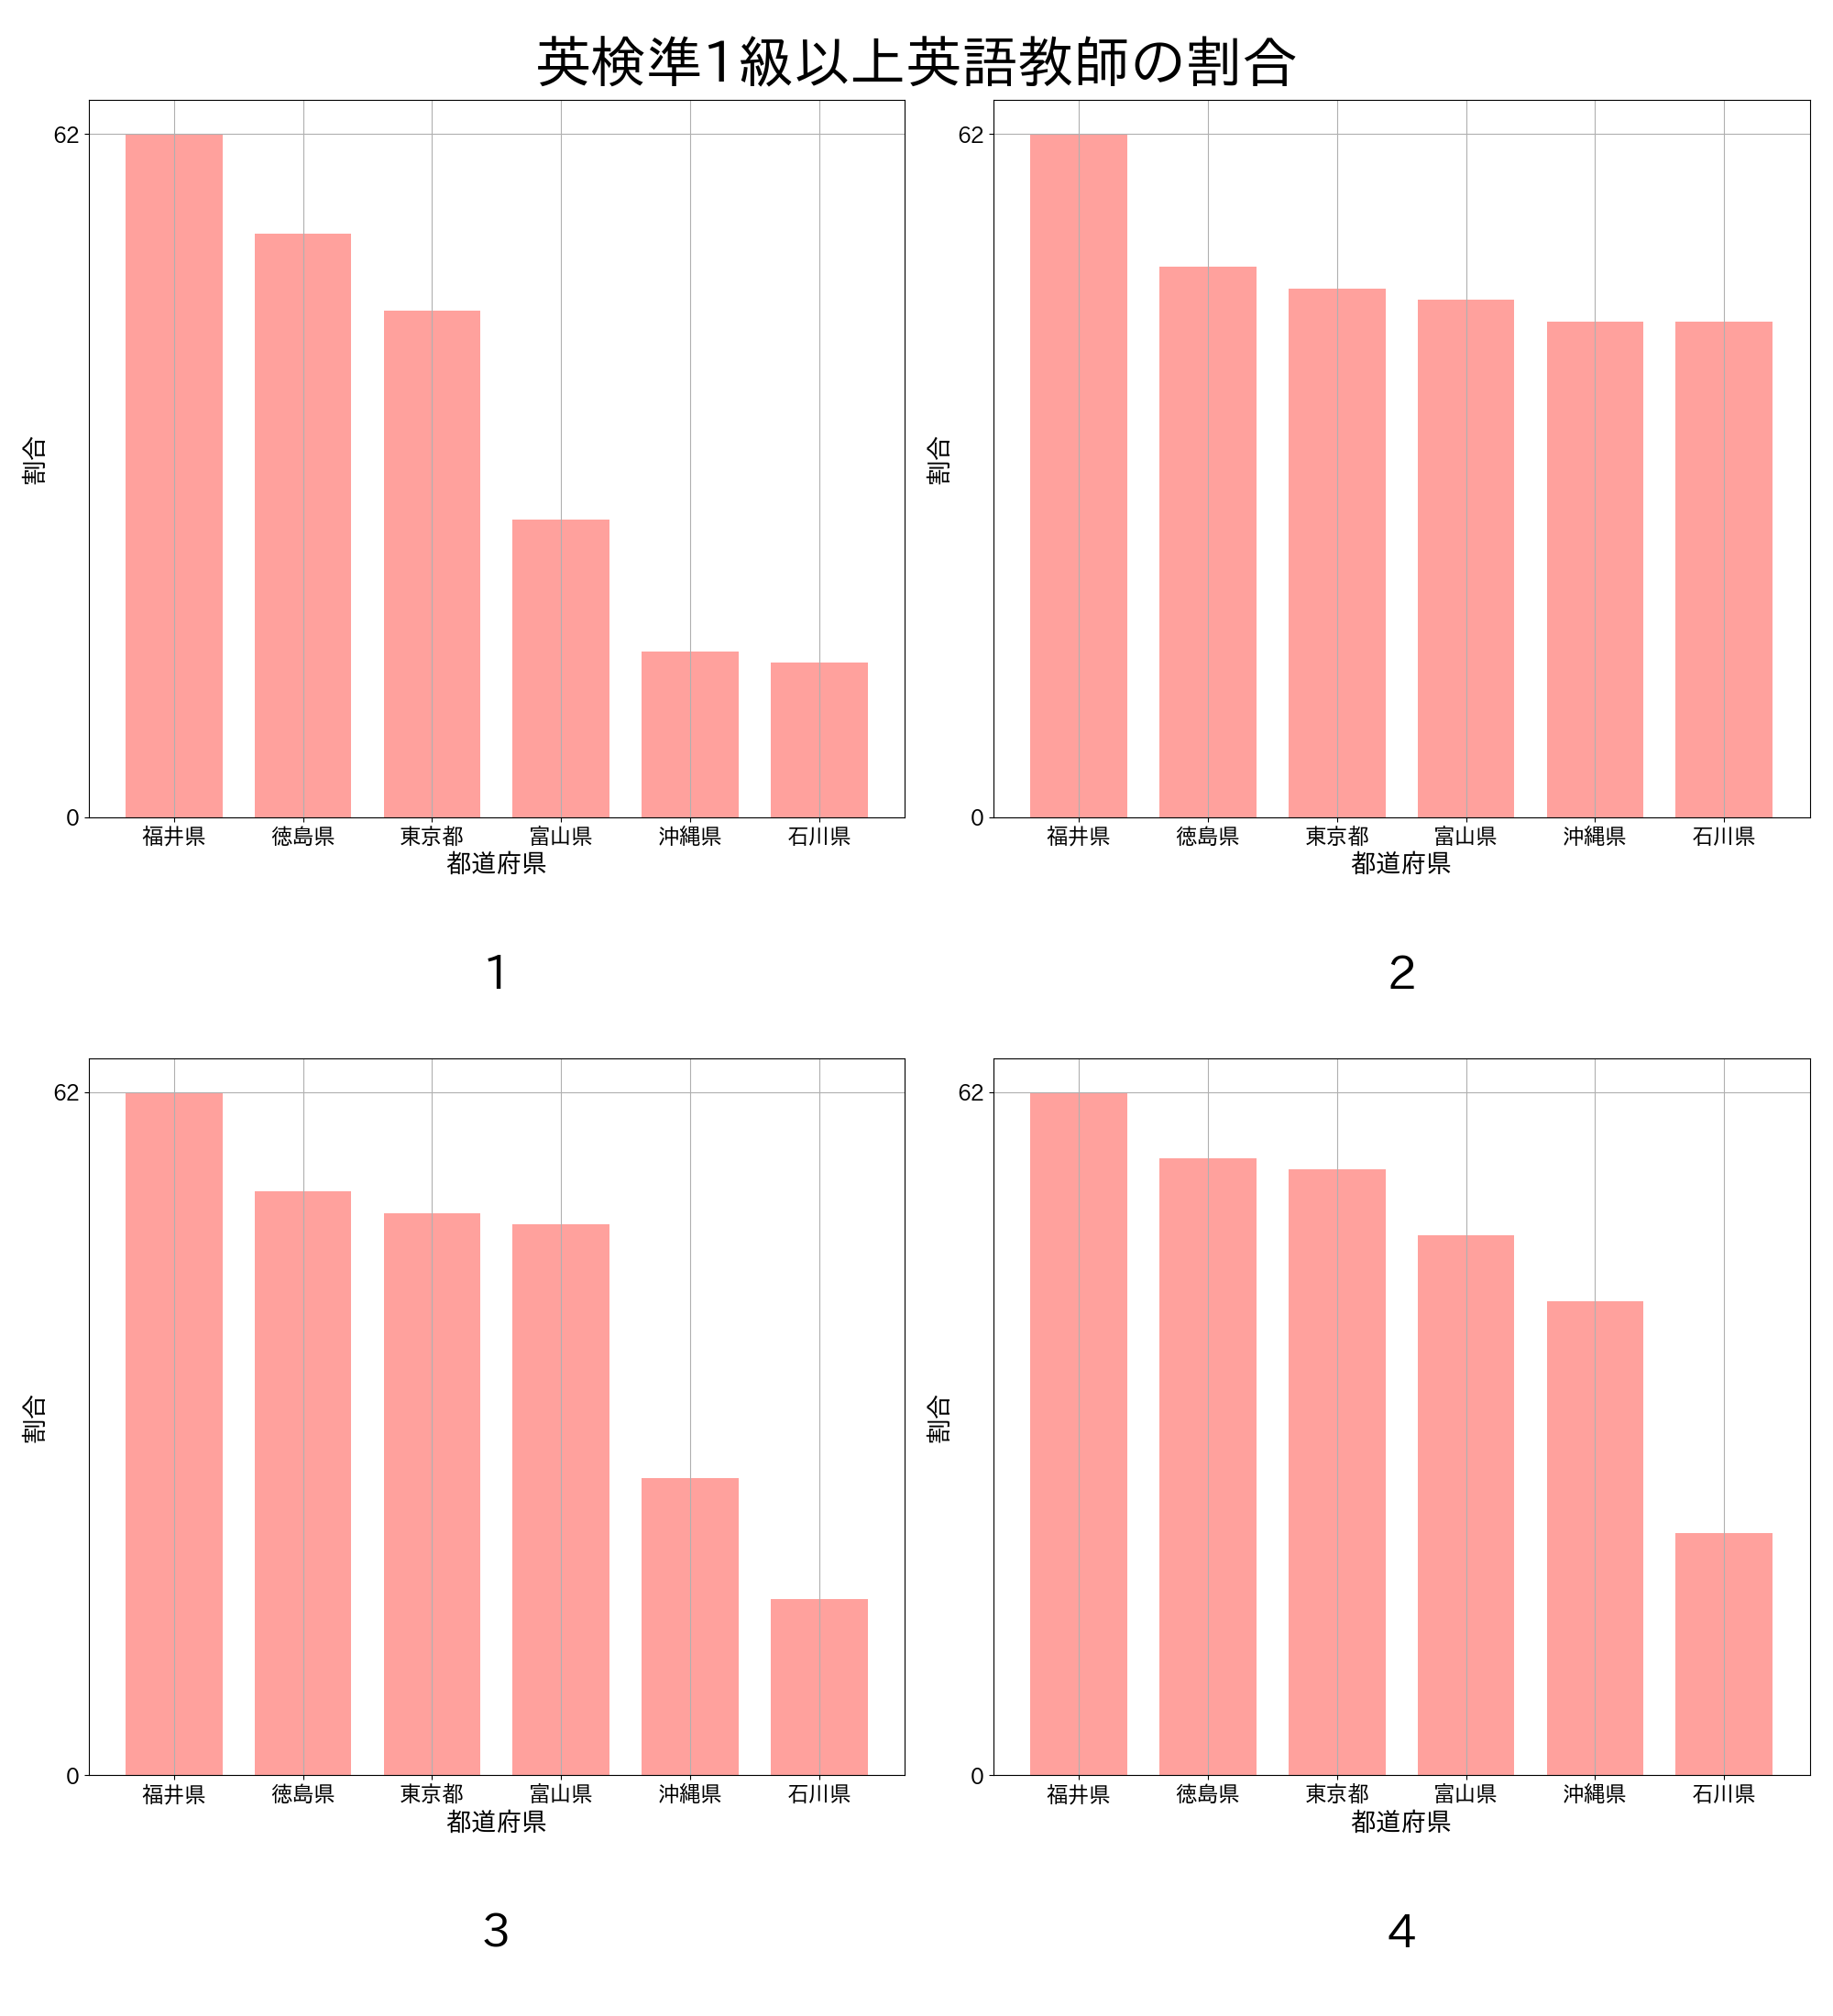 英検準1級以上英語教師の割合
62
0
割合
福井県 徳島県 東京都 富山県 沖縄県 石川県
都道府県
1
62
0
割合
福井県 徳島県 東京都 富山県 沖縄県 石川県
都道府県
2
62
0
割合
福井県 徳島県 東京都 富山県 沖縄県 石川県
都道府県
3
62
0
割合
福井県 徳島県 東京都 富山県 沖縄県 石川県
都道府県
4